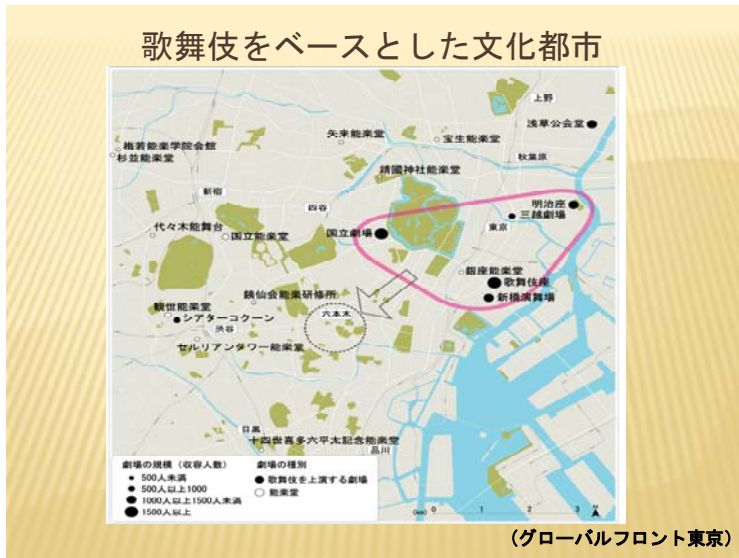 歌舞伎をベースとした文化都市
上野
浅草公会堂
矢来能楽堂
宝生能楽堂
梅若能楽学院会館
杉並能楽堂
秋葉原
靖國神社能楽堂
新宿
四谷
明治座
三越劇場
代々木能舞台
国立能楽堂
国立劇場
東京
銀座能楽堂
歌舞伎座
新橋演舞場
銕仙会能楽研修所
観世能楽堂
シアターコクーン
渋谷
六本木
セルリアンタワー能楽堂
目黒
十四世喜多六平太記念能楽堂
品川
劇場の規模（収容人数）
500人未満
500人以上1000
1000人以上1500人未満
1500人以上
劇場の種別
歌舞伎を上演する劇場
能楽堂
(km) 0 1 2 3
N
（グローバルフロント東京）